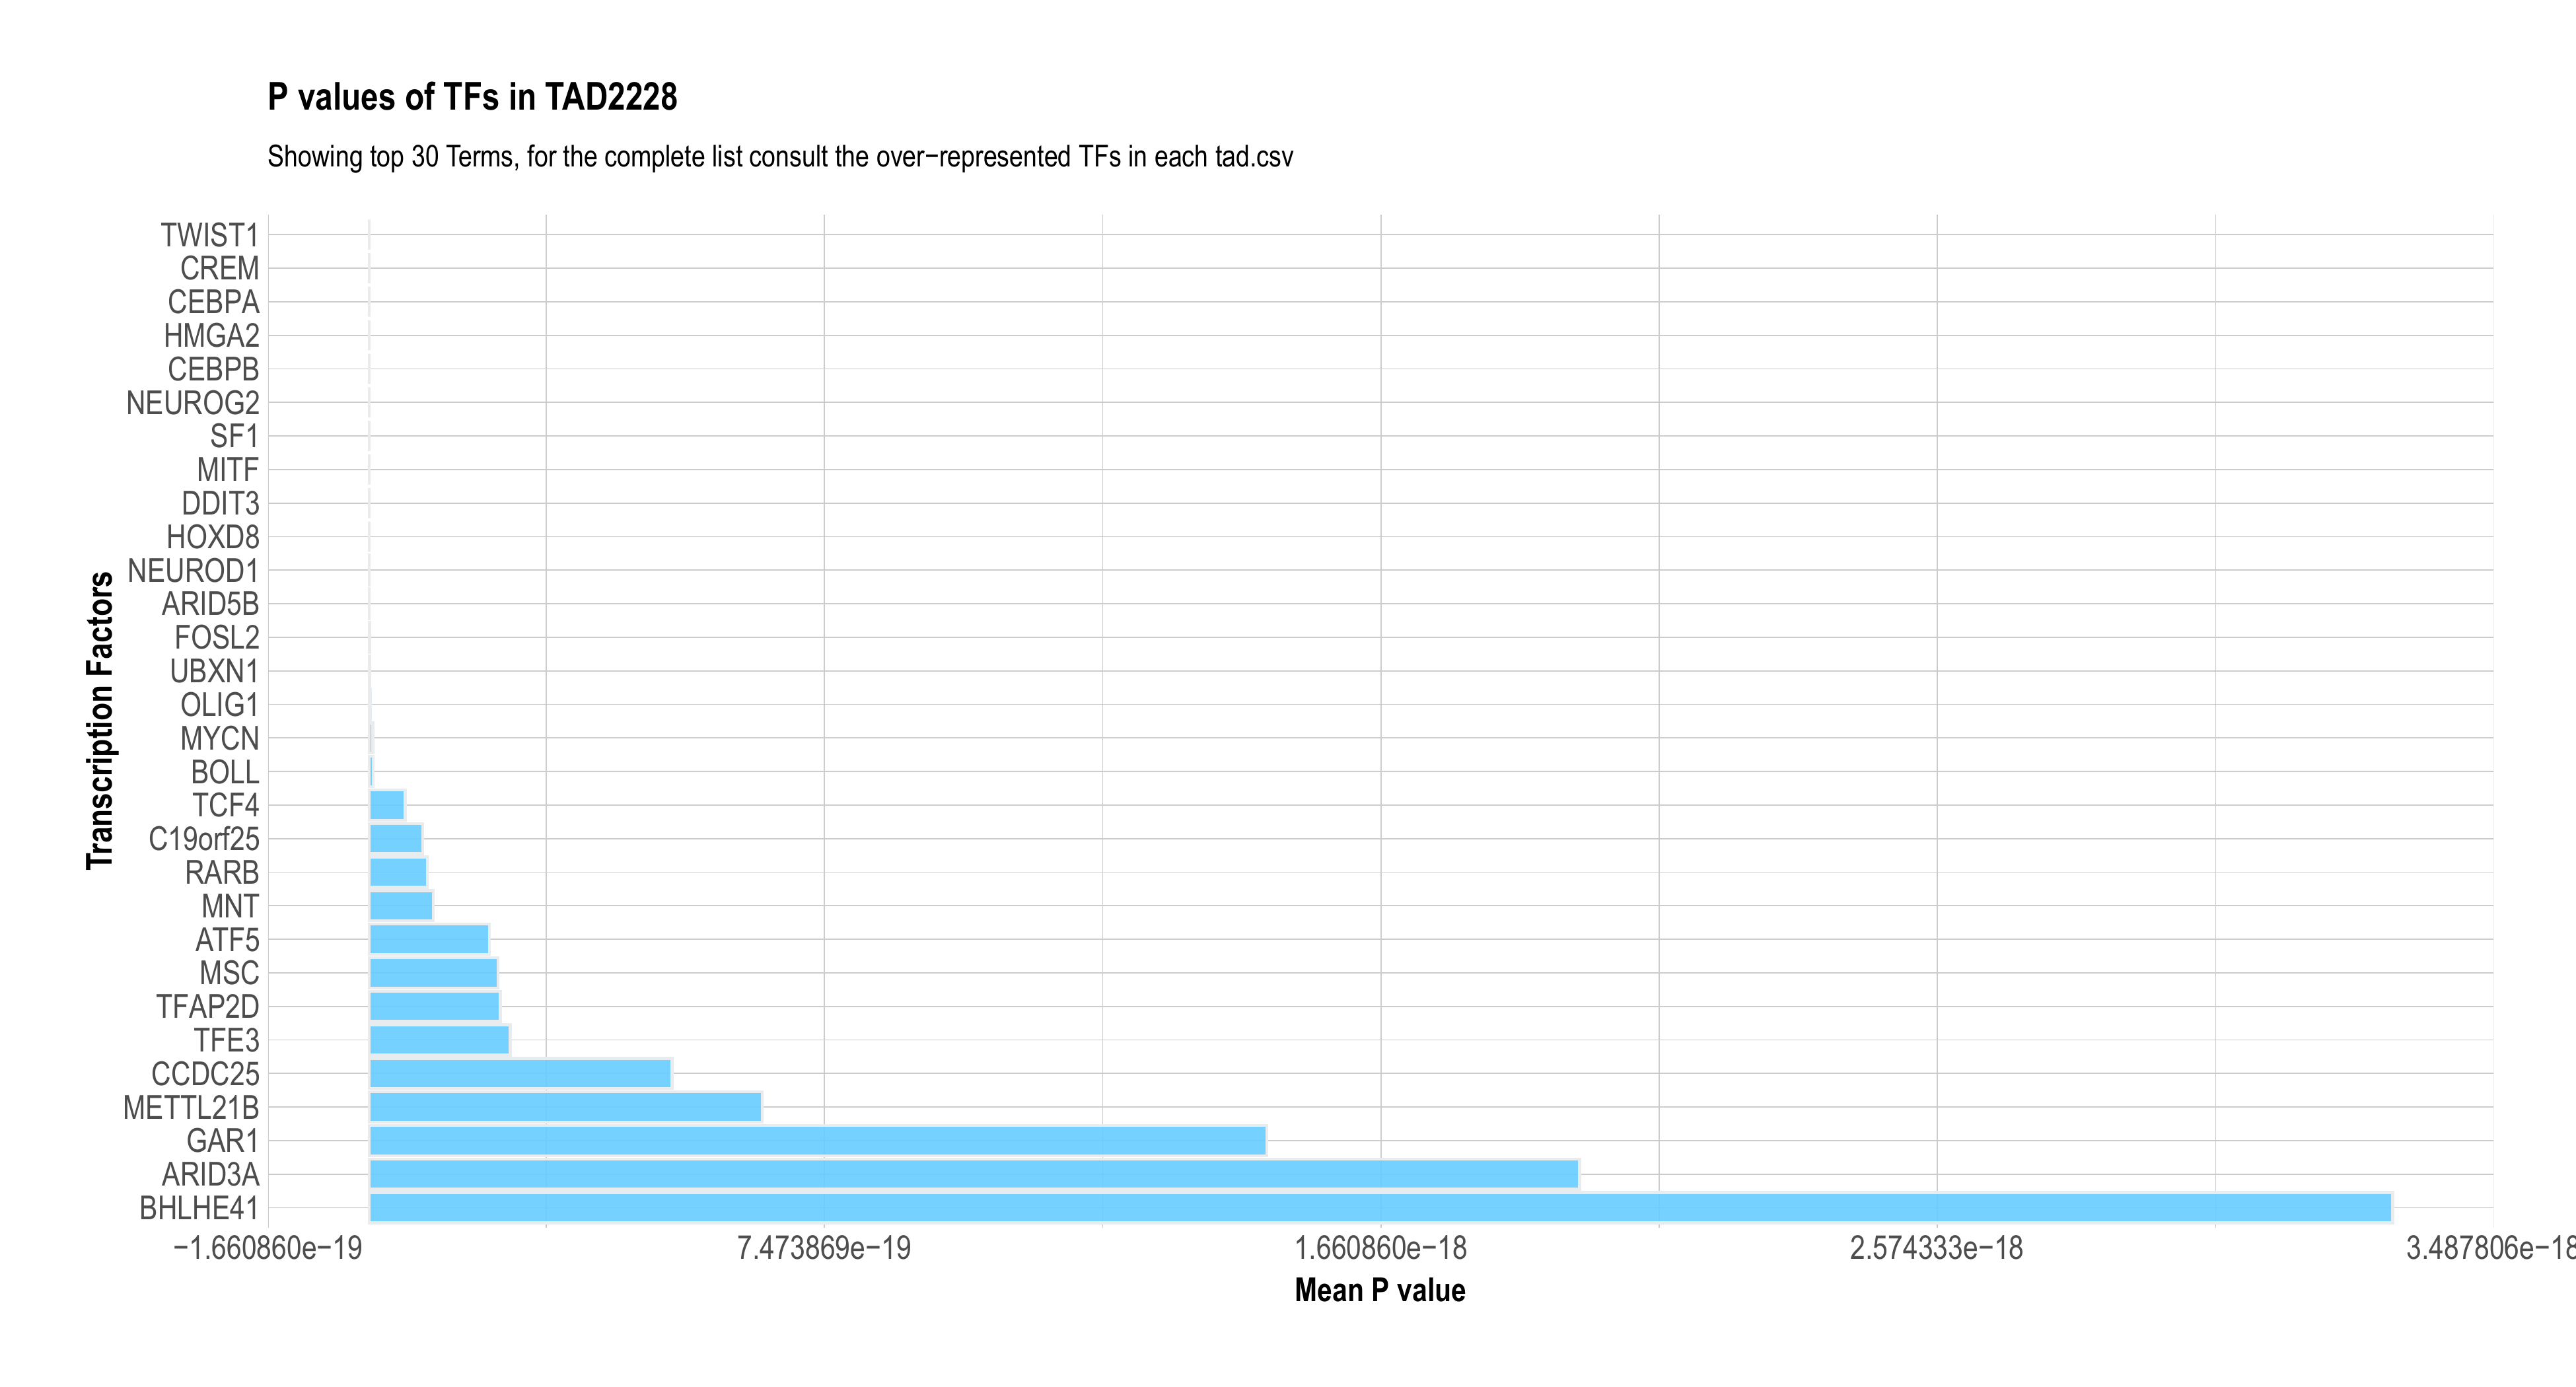 P values of TFs in TAD2228
Showing top 30 Terms, for the complete list consult the over−represented TFs in each tad.csv
Transcription Factors
TWIST1
CREM
CEBPA
HMGA2
CEBPB
NEUROG2
SF1
MITF
DDIT3
HOXD8
NEUROD1
ARID5B
FOSL2
UBXN1
OLIG1
MYCN
BOLL
TCF4
C19orf25
RARB
MNT
ATF5
MSC
TFAP2D
TFE3
CCDC25
METTL21B
GAR1
ARID3A
BHLHE41
−1.660860e−19 7.473869e−19 1.660860e−18 2.574333e−18 3.487806e−18
Mean P value